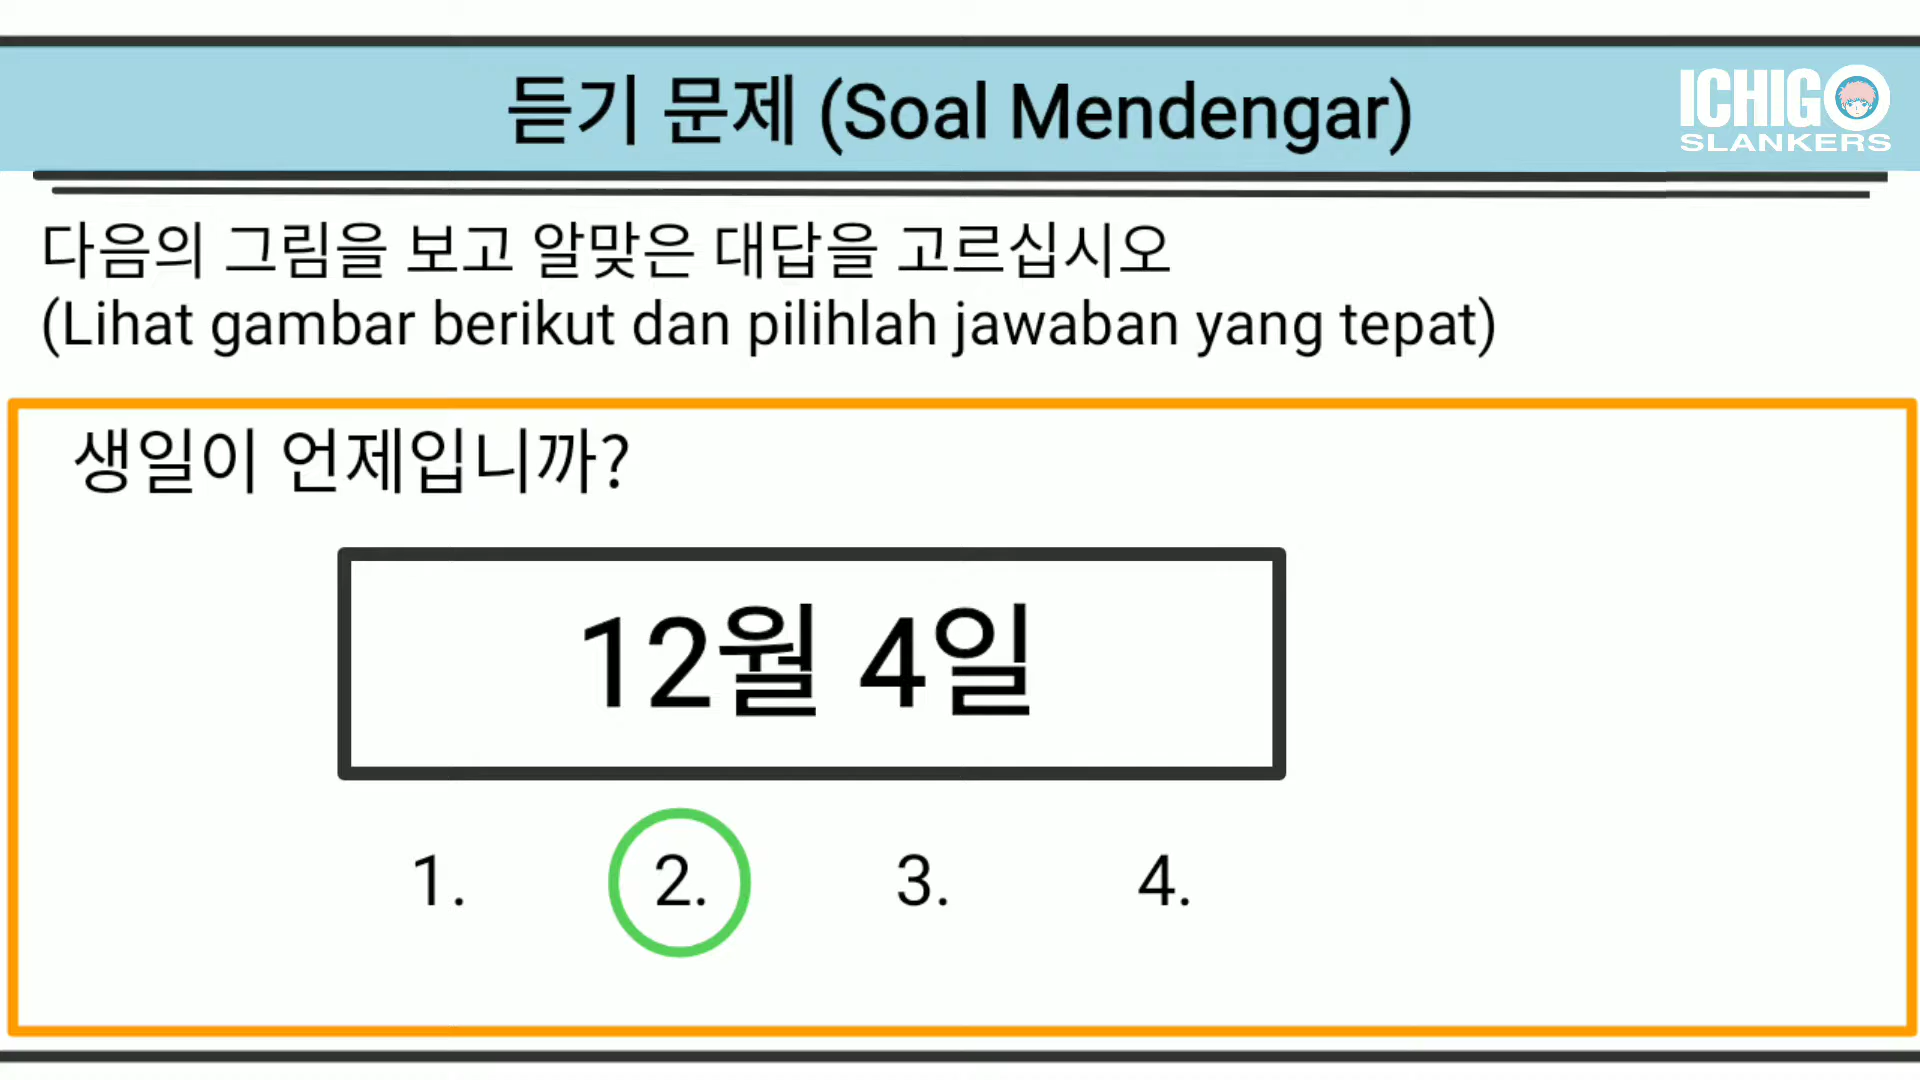 듣기 문제 (Soal Mendengar)
ICHIGO
SLANKERS
다음의 그림을 보고 알맞은 대답을 고르십시오
(Lihat gambar berikut dan pilihlah jawaban yang tepat)
생일이 언제입니까?
12월 4일
1. 2. 3. 4.